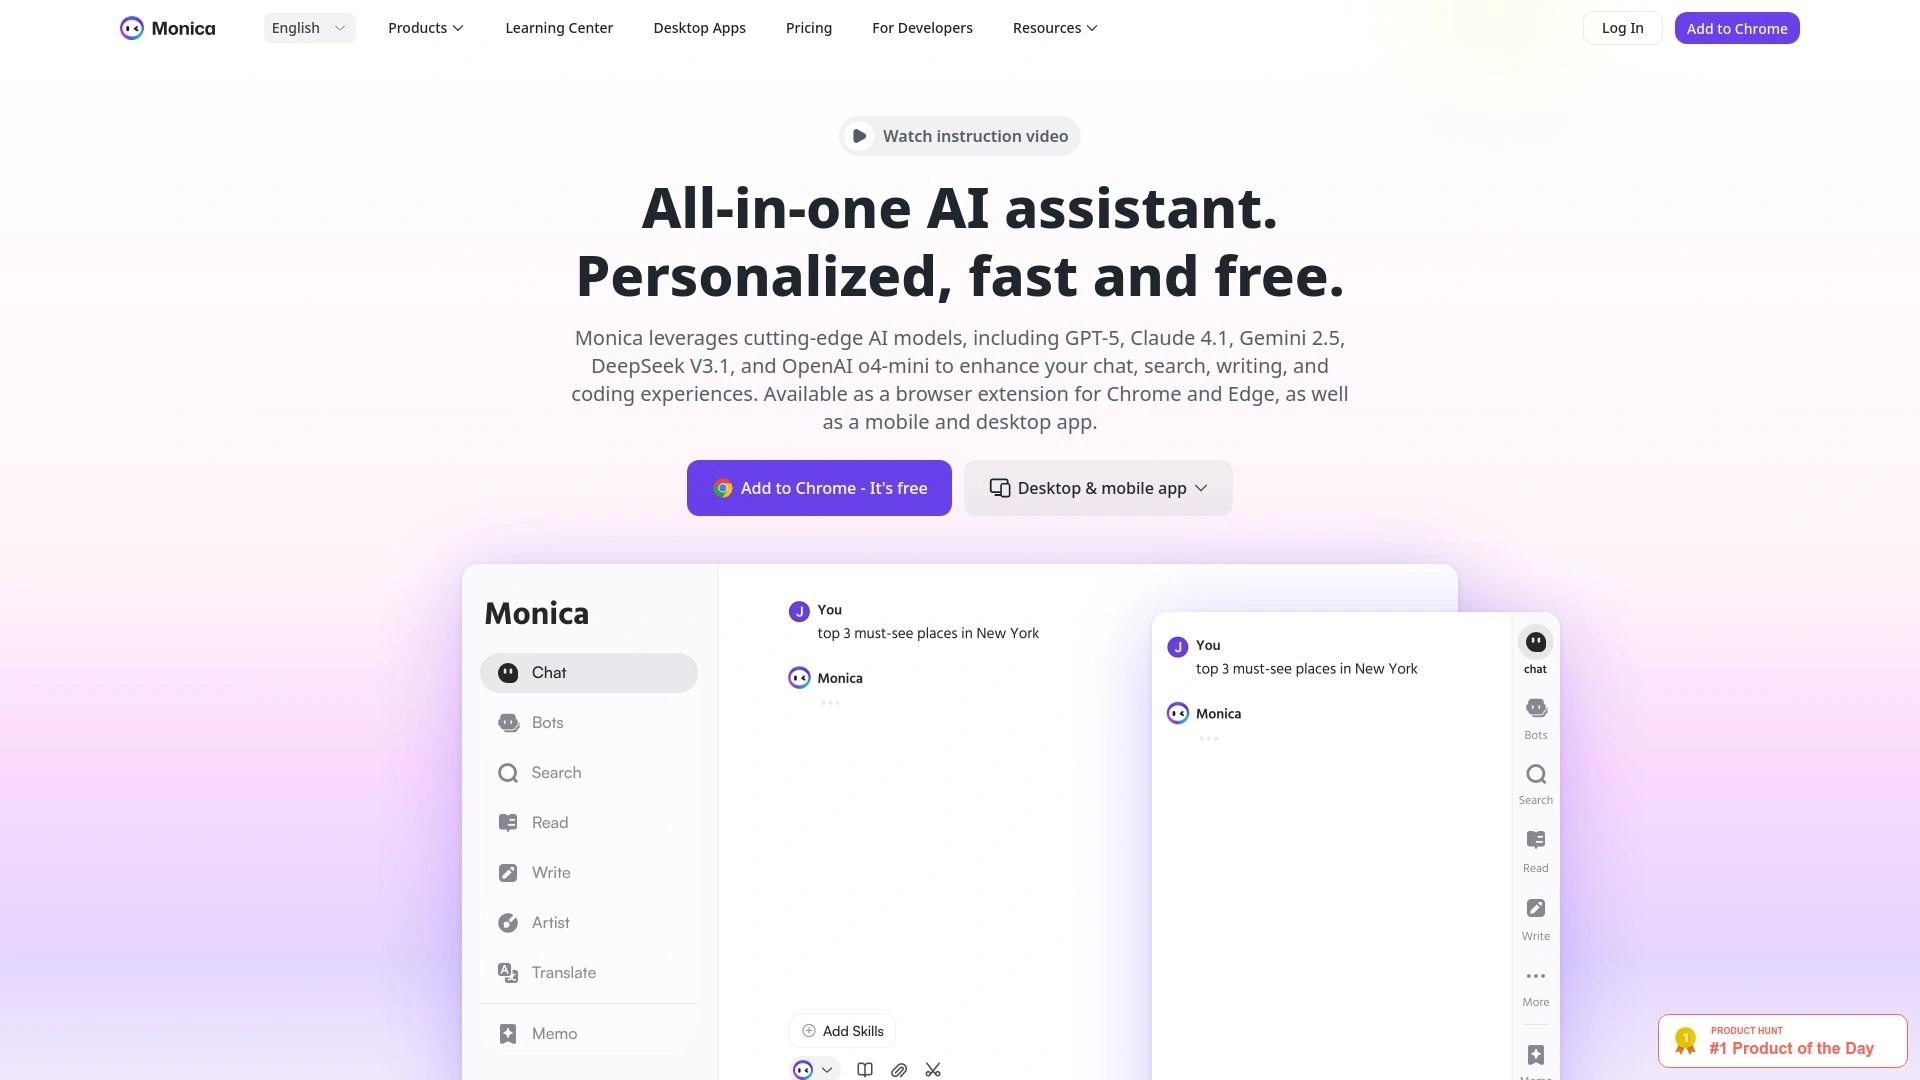 Monica
English
Products
Learning Center
Desktop Apps
Pricing
For Developers
Resources
Log In
Add to Chrome
Watch instruction video
All-in-one AI assistant.
Personalized, fast and free.
Monica leverages cutting-edge AI models, including GPT-5, Claude 4.1, Gemini 2.5,
DeepSeek V3.1, and OpenAI o4-mini to enhance your chat, search, writing, and
coding experiences. Available as a browser extension for Chrome and Edge, as well
as a mobile and desktop app.
Add to Chrome - It's free
Desktop & mobile app
Monica
Chat
Bots
Search
Read
Write
Artist
Translate
Memo
J
You
top 3 must-see places in New York
Monica
Add Skills
J
You
top 3 must-see places in New York
Monica
chat
Bots
Search
Read
Write
More
1
PRODUCT HUNT
#1 Product of the Day